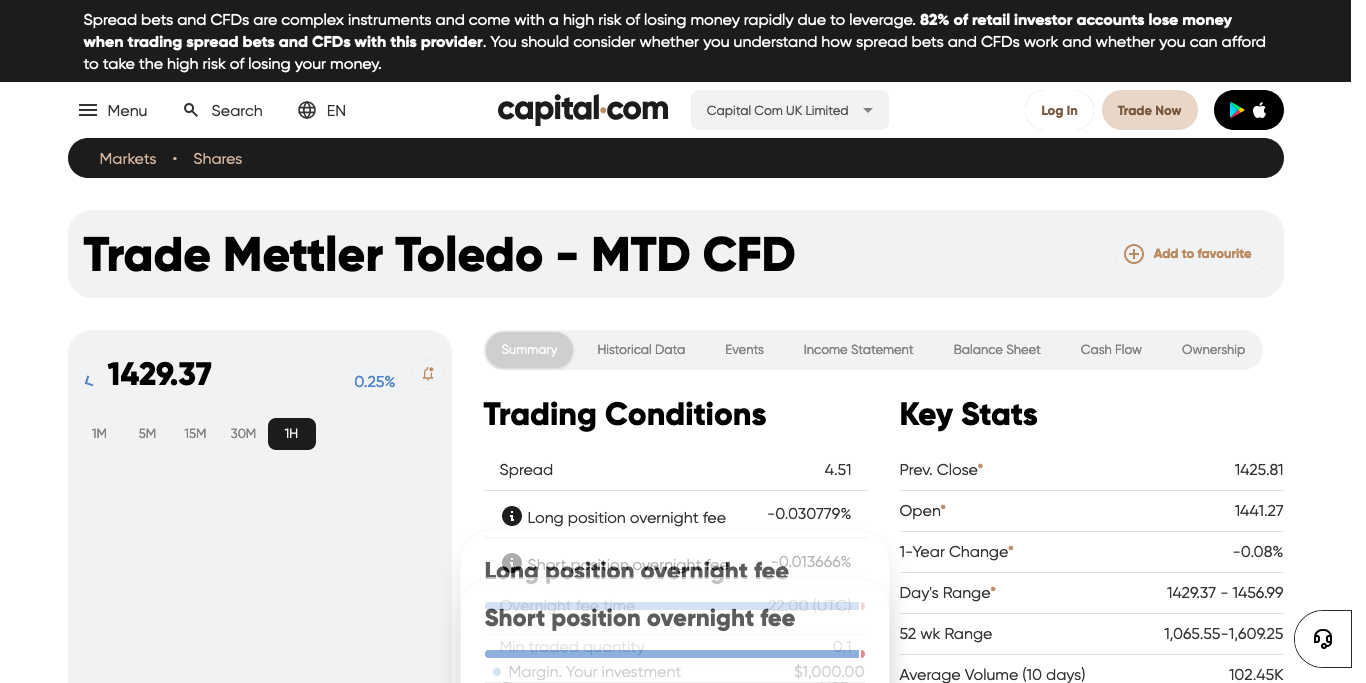 Spread bets and CFDs are complex instruments and come with a high risk of losing money rapidly due to leverage. 82% of retail investor accounts lose money
when trading spread bets and CFDs with this provider. You should consider whether you understand how spread bets and CFDs work and whether you can afford
to take the high risk of losing your money.
Menu Search EN capital.com Capital Com UK Limited Log In Trade Now
Markets • Shares
Trade Mettler Toledo - MTD CFD
Add to favourite
1429.37 0.25%
1M 5M 15M 30M 1H
Summary Historical Data Events Income Statement Balance Sheet Cash Flow Ownership
Trading Conditions
Spread 4.51
Long position overnight fee -0.030779%
Short position overnight fee -0.013666%
Long position overnight fee
Overnight fee time 22:00 (UTC)
Short position overnight fee
Min traded quantity 0.1
Margin. Your investment $1,000.00
Key Stats
Prev. Close* 1425.81
Open* 1441.27
1-Year Change* -0.08%
Day's Range* 1429.37 - 1456.99
52 wk Range 1,065.55-1,609.25
Average Volume (10 days) 102.45K